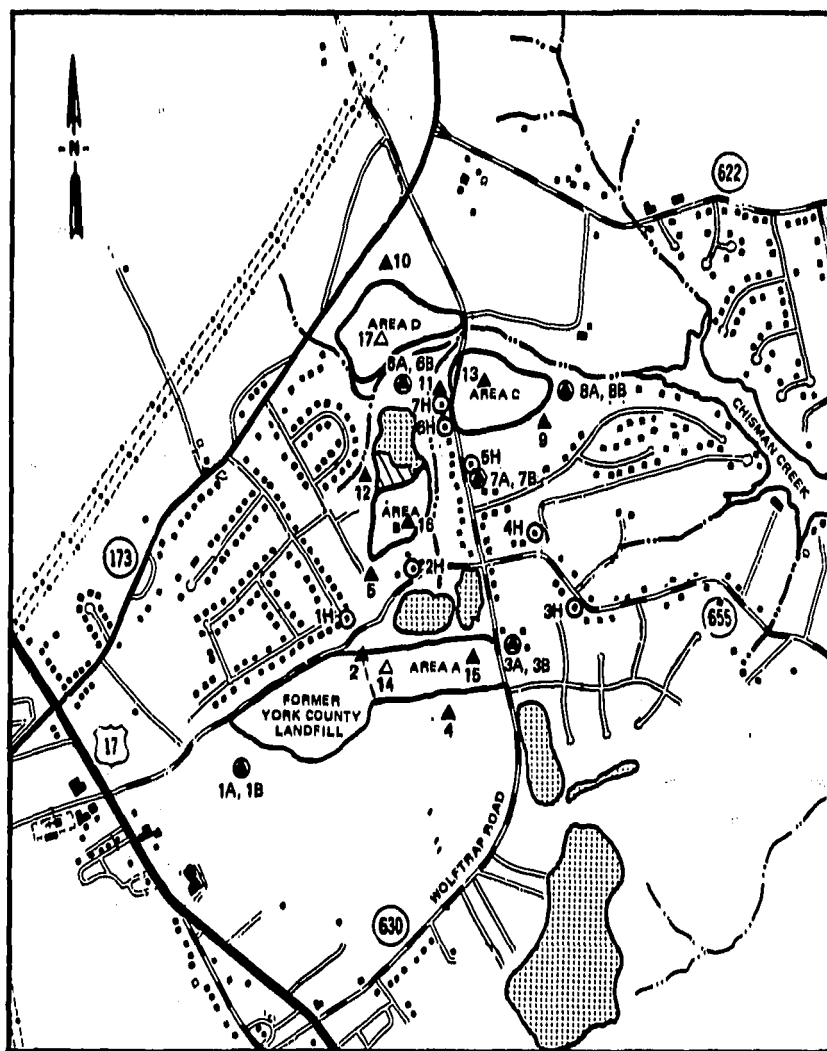 -N-
622
10
AREA D
17
6A, 6B
11
13
8A, 8B
7H
AREA C
6H
9
CHISMAN CREEK
5H
7A, 7B
12
AREA
B
16
4H
173
2H
5
1H
3H
655
3A, 3B
2
14
AREA A
15
FORMER
YORK COUNTY
LANDFILL
4
17
1A, 1B
WOLFTRAP ROAD
630